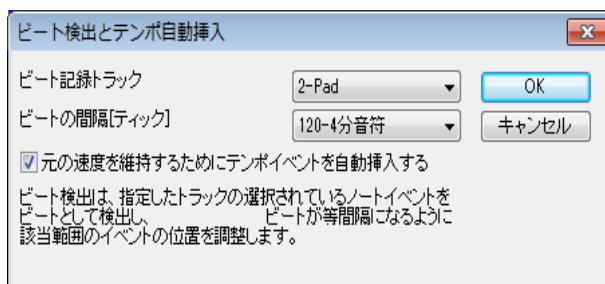 ビート検出とテンポ自動挿入
ビート記録トラック
2-Pad
OK
ビートの間隔[ティック]
120-4分音符
キャンセル
元の速度を維持するためにテンポイベントを自動挿入する
ビート検出は、指定したトラックの選択されているノートイベントを
ビートとして検出し、 ビートが等間隔になるように
該当範囲のイベントの位置を調整します。